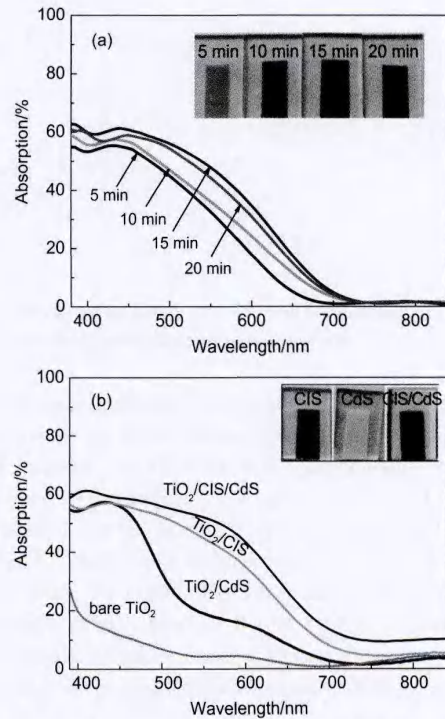 (a)
5 min 10 min 15 min 20 min
100
80
60
40
20
0
Absorption/%
5 min
10 min
15 min
20 min
400 500 600 700 800
Wavelength/nm
(b)
CIS CdS CIS/CdS
100
80
60
40
20
0
Absorption/%
TiO₂/CIS/CdS
TiO₂/CIS
TiO₂/CdS
bare TiO₂
400 500 600 700 800
Wavelength/nm